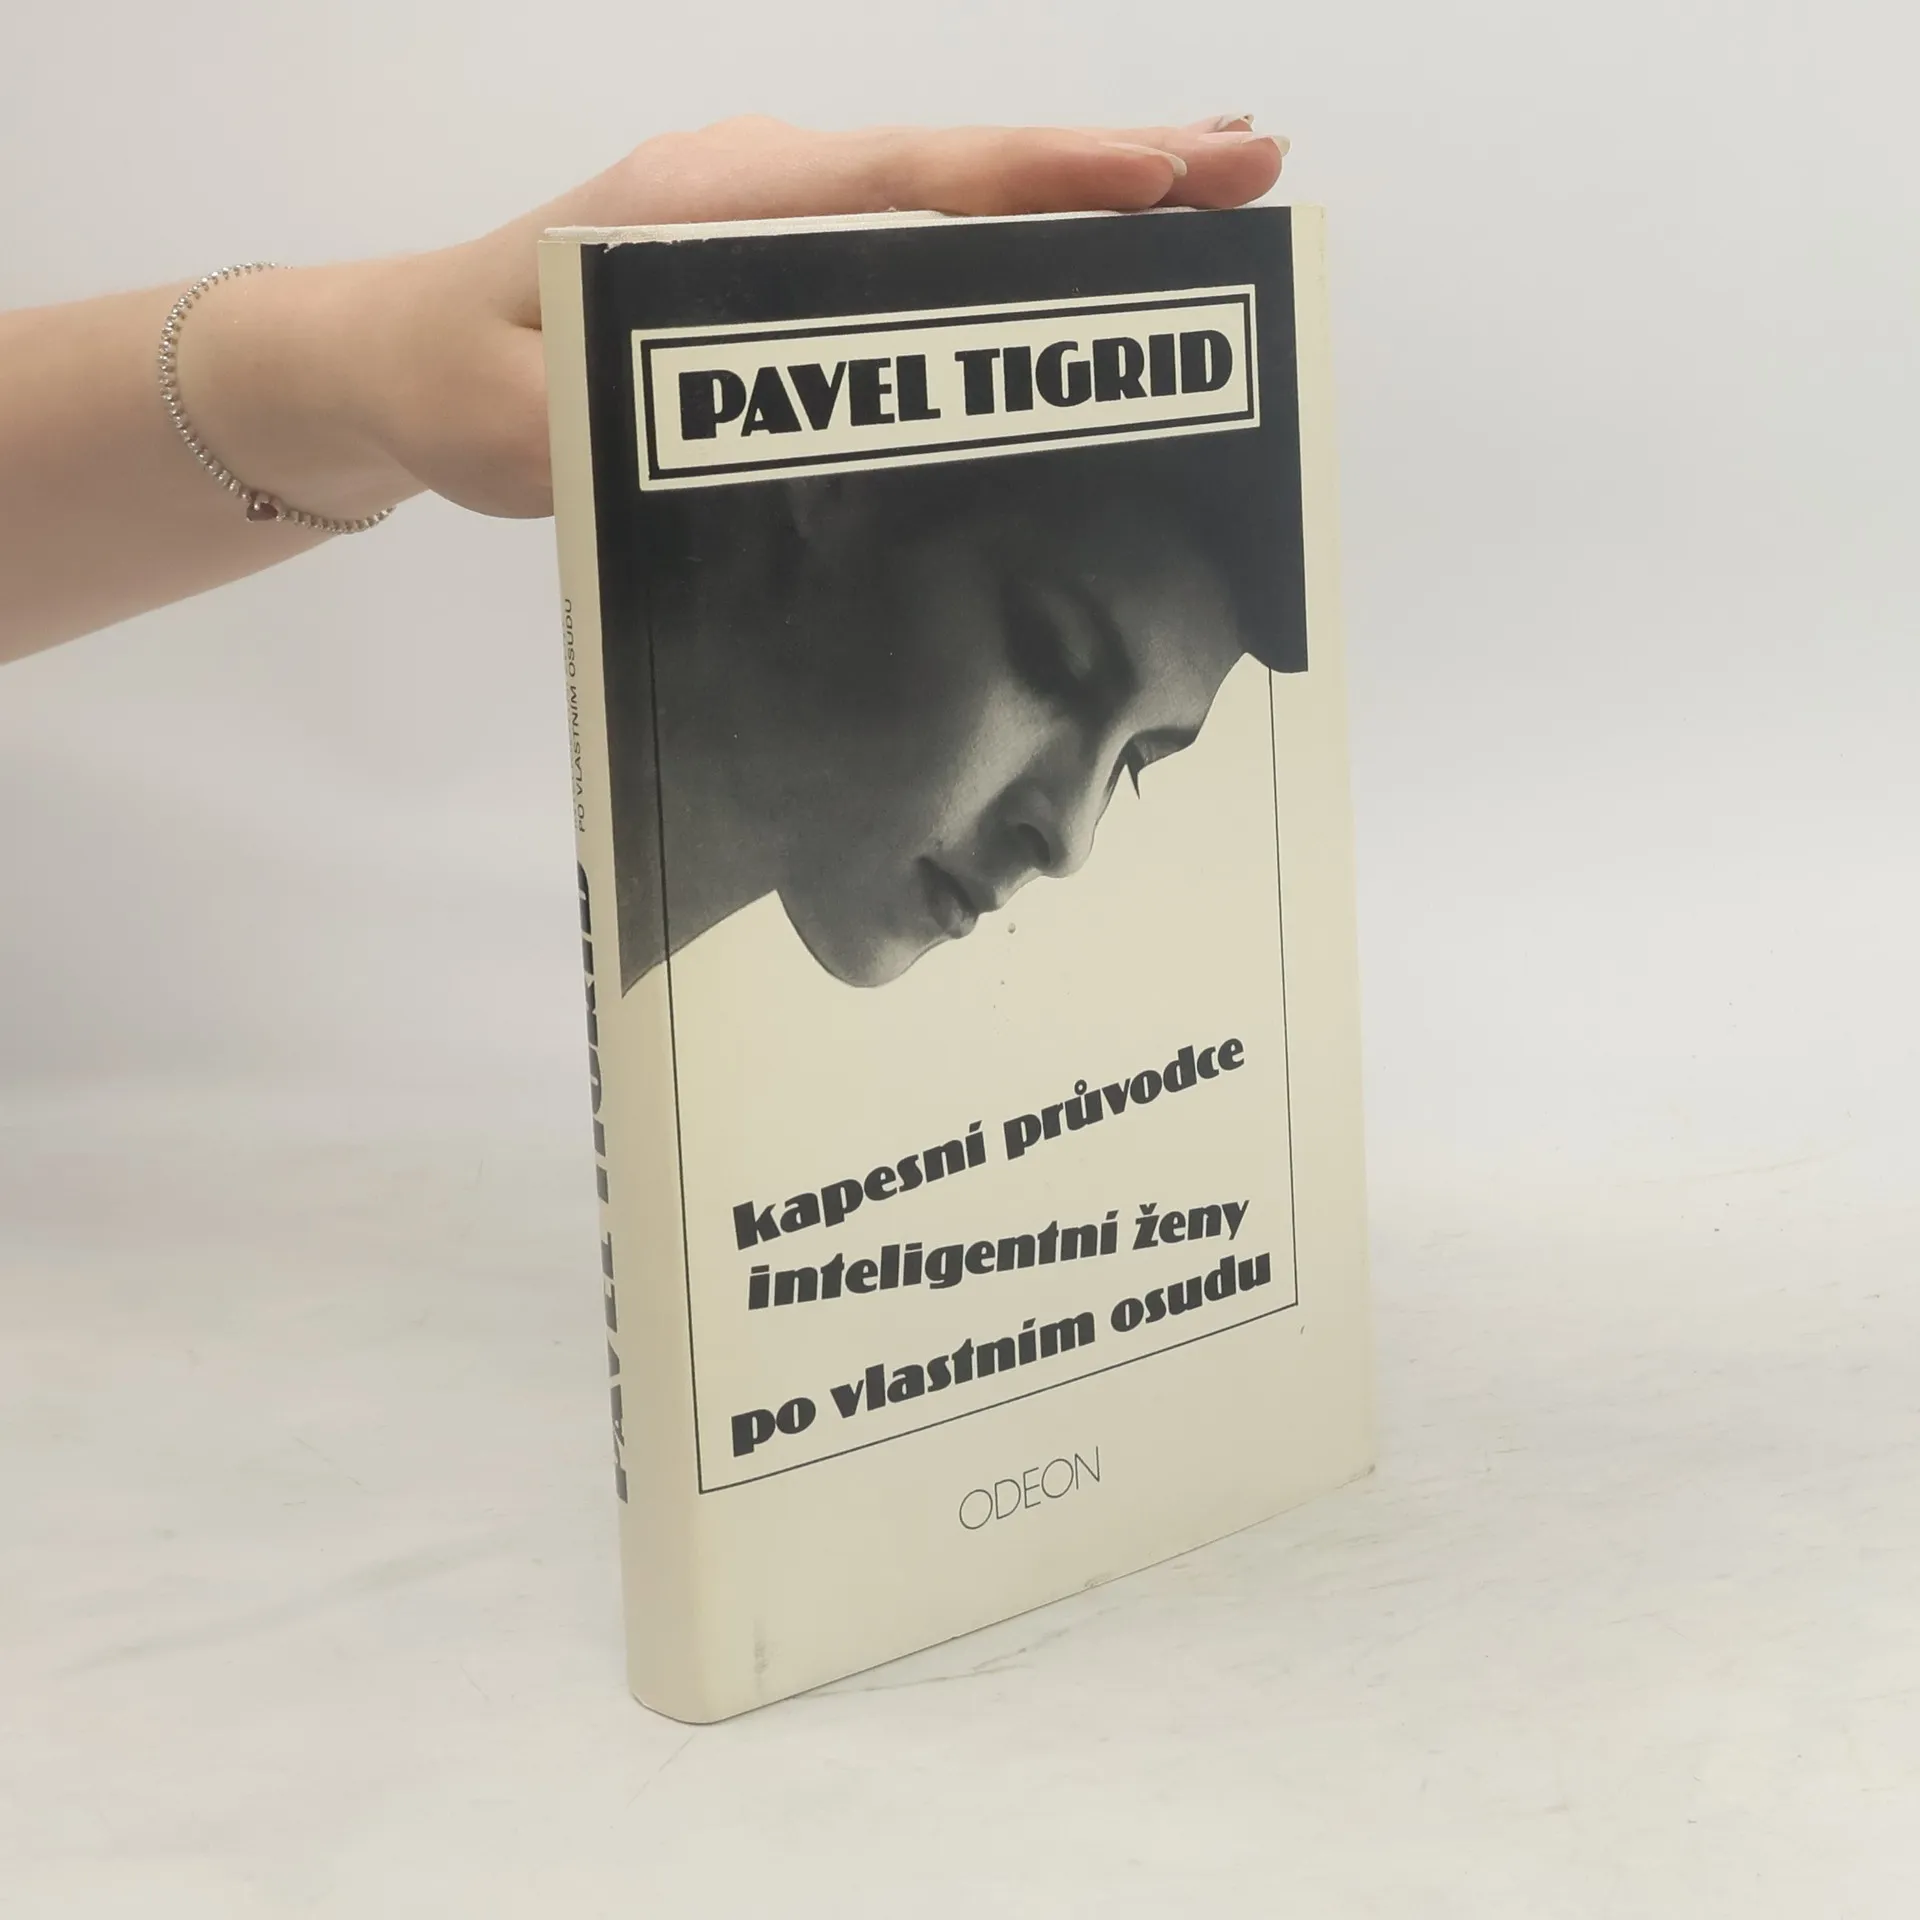 PAVEL TIGRID
kapesní průvodce
inteligentní ženy
po vlastním osudu
ODEON
PAVEL TIGRID
PO VLASTNÍM OSUDU